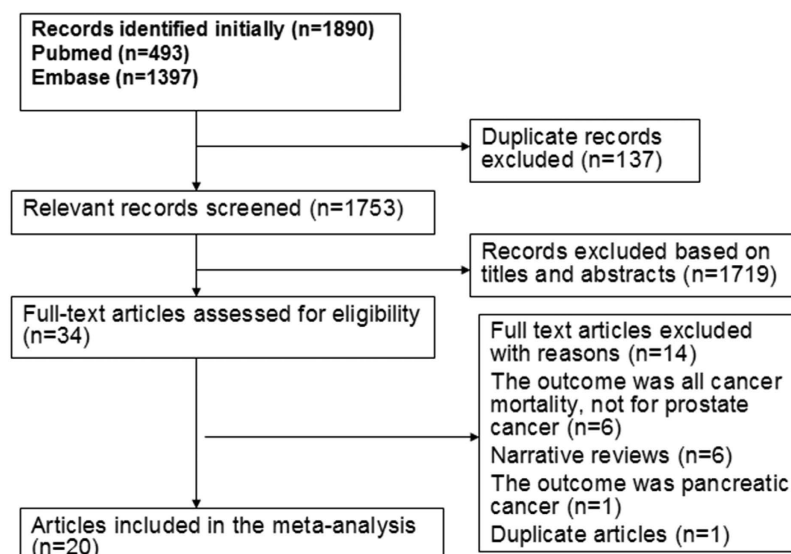 Records identified initially (n=1890)
Pubmed (n=493)
Embase (n=1397)
Duplicate records
excluded (n=137)
Relevant records screened (n=1753)
Records excluded based on
titles and abstracts (n=1719)
Full-text articles assessed for eligibility
(n=34)
Full text articles excluded
with reasons (n=14)
The outcome was all cancer
mortality, not for prostate
cancer (n=6)
Narrative reviews (n=6)
The outcome was pancreatic
cancer (n=1)
Duplicate articles (n=1)
Articles included in the meta-analysis
(n=20)